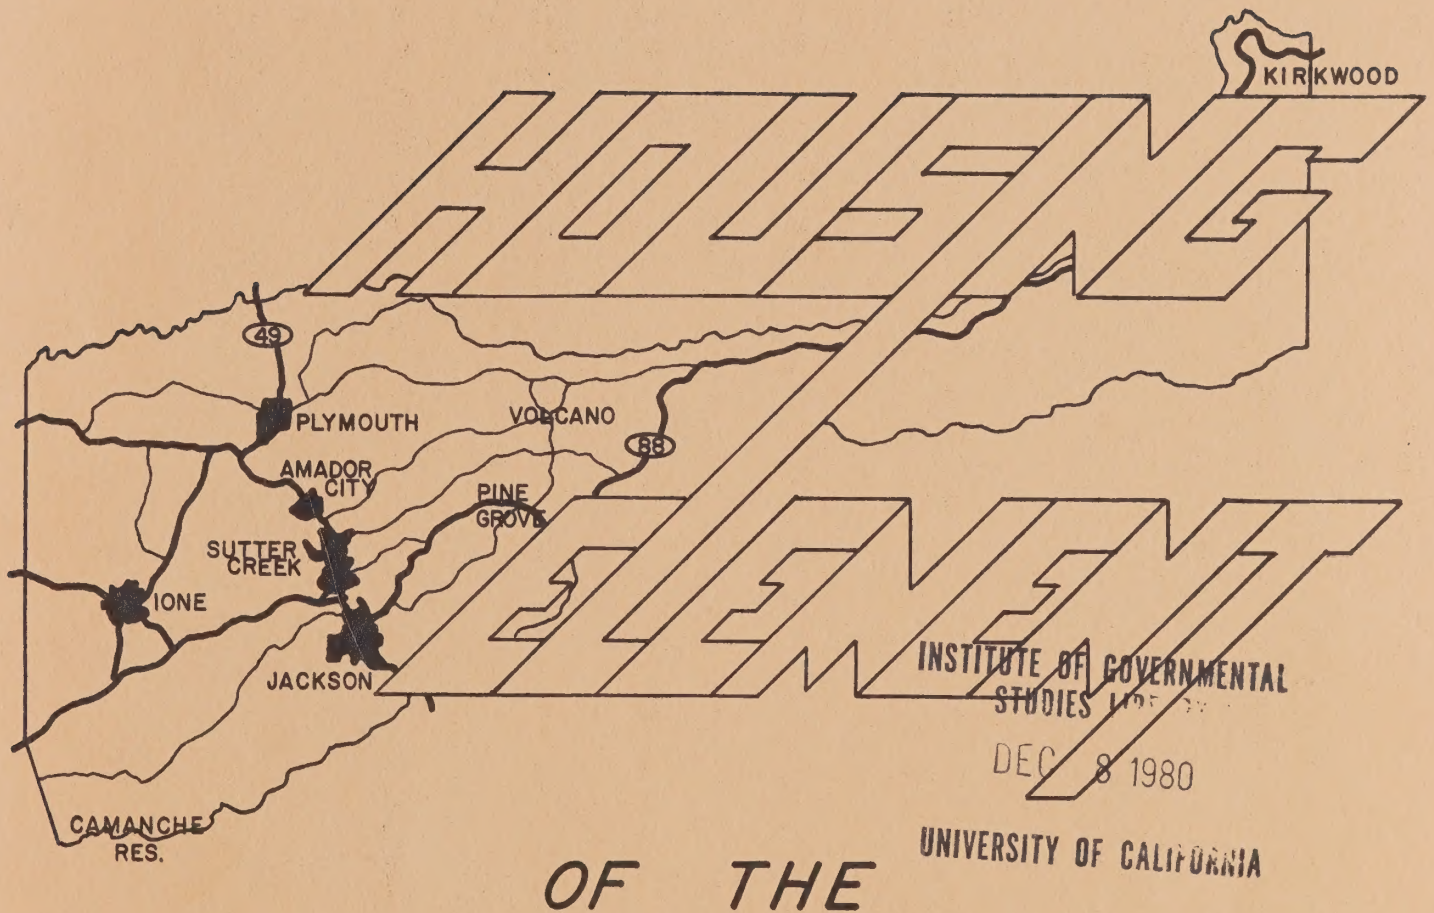 KIRKWOOD
HOUSING
49
PLYMOUTH
VOLCANO
88
AMADOR
CITY
PINE
GROVE
SUTTER
CREEK
IONE
ELEMENT
JACKSON
INSTITUTE OF GOVERNMENTAL
STUDIES
DEC 8 1980
CAMANCHE
RES.
UNIVERSITY OF CALIFORNIA
OF THE